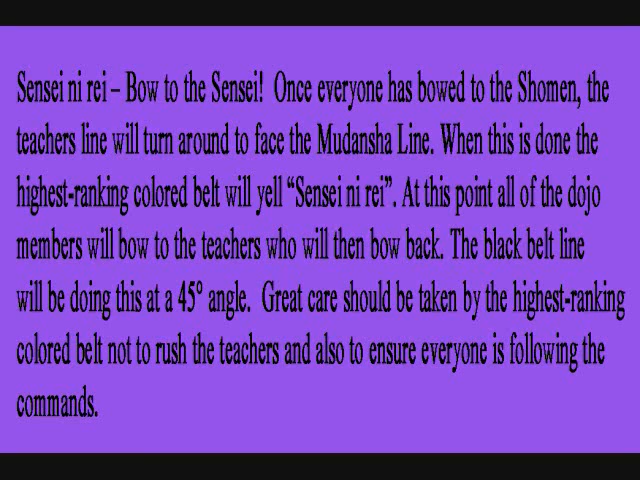 Sensei ni rei – Bow to the Sensei!  Once everyone has bowed to the Shomen, the
teachers line will turn around to face the Mudansha Line. When this is done the
highest-ranking colored belt will yell “Sensei ni rei”. At this point all of the dojo
members will bow to the teachers who will then bow back. The black belt line
will be doing this at a 45° angle.  Great care should be taken by the highest-ranking
colored belt not to rush the teachers and also to ensure everyone is following the
commands.